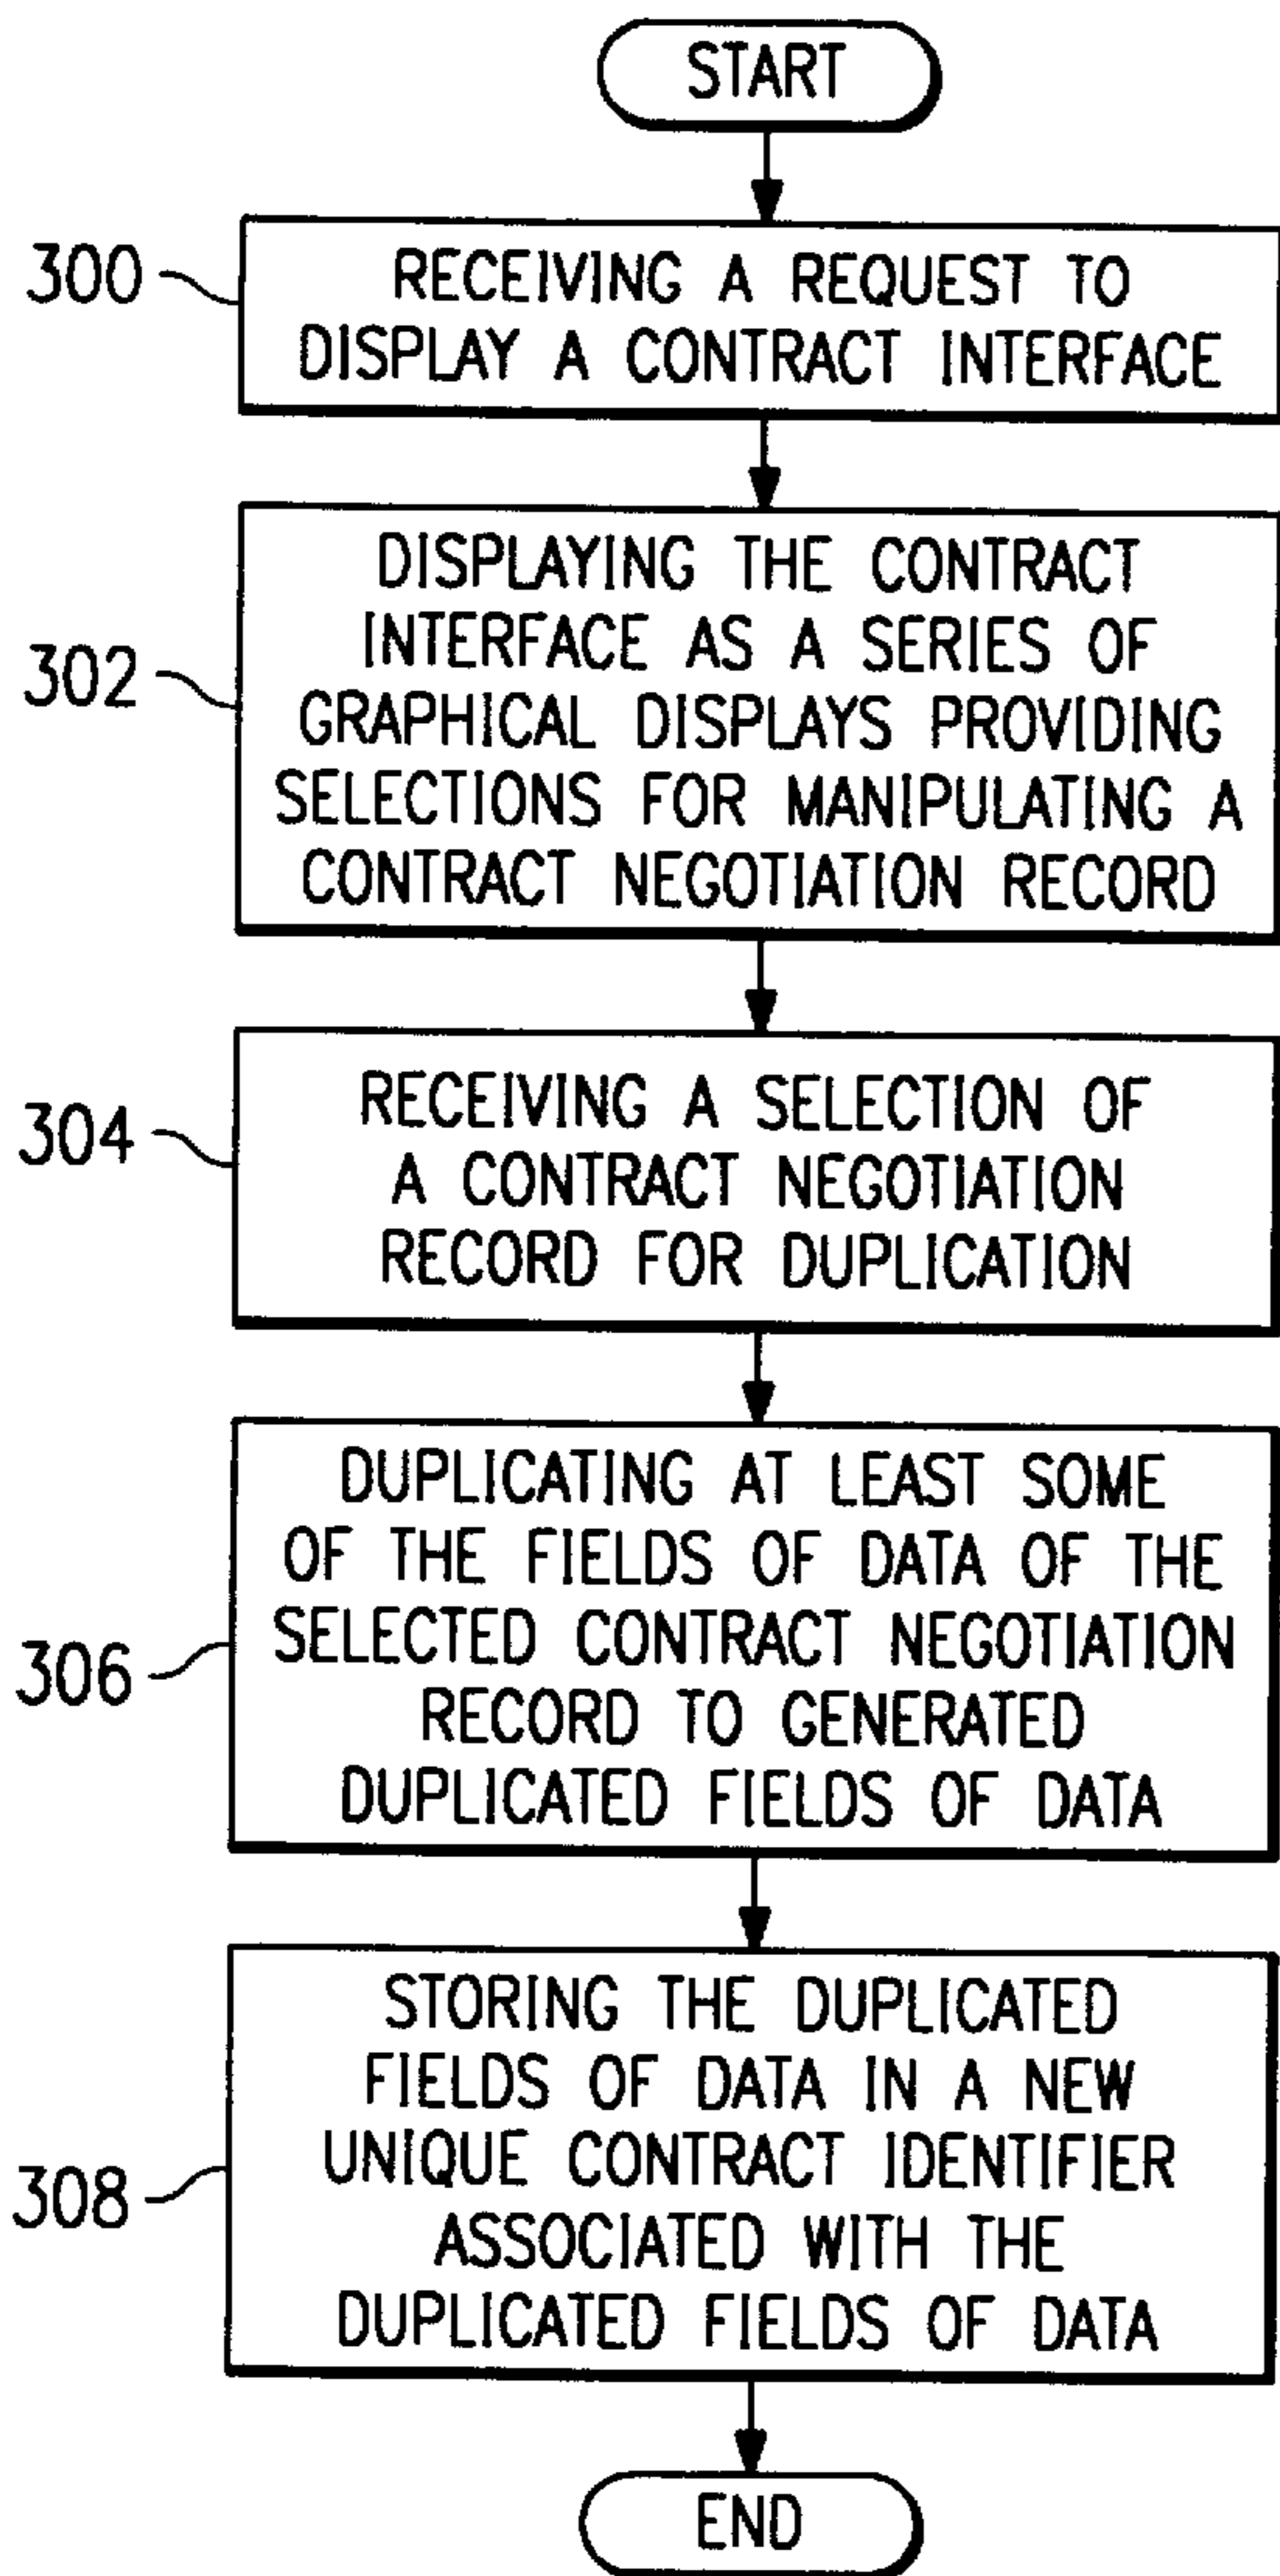 START
300
RECEIVING A REQUEST TO
DISPLAY A CONTRACT INTERFACE
302
DISPLAYING THE CONTRACT
INTERFACE AS A SERIES OF
GRAPHICAL DISPLAYS PROVIDING
SELECTIONS FOR MANIPULATING A
CONTRACT NEGOTIATION RECORD
304
RECEIVING A SELECTION OF
A CONTRACT NEGOTIATION
RECORD FOR DUPLICATION
306
DUPLICATING AT LEAST SOME
OF THE FIELDS OF DATA OF THE
SELECTED CONTRACT NEGOTIATION
RECORD TO GENERATED
DUPLICATED FIELDS OF DATA
308
STORING THE DUPLICATED
FIELDS OF DATA IN A NEW
UNIQUE CONTRACT IDENTIFIER
ASSOCIATED WITH THE
DUPLICATED FIELDS OF DATA
END